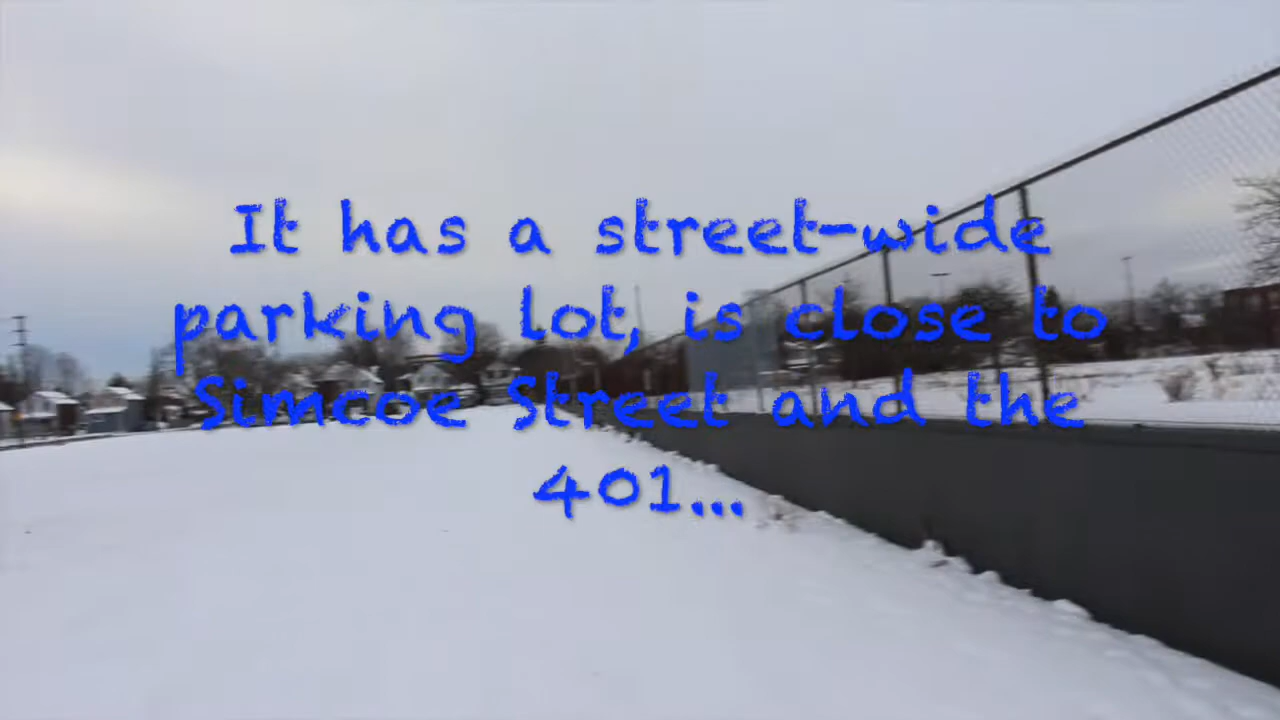 It has a street-wide
parking lot, is close to
Simcoe Street and the
401...